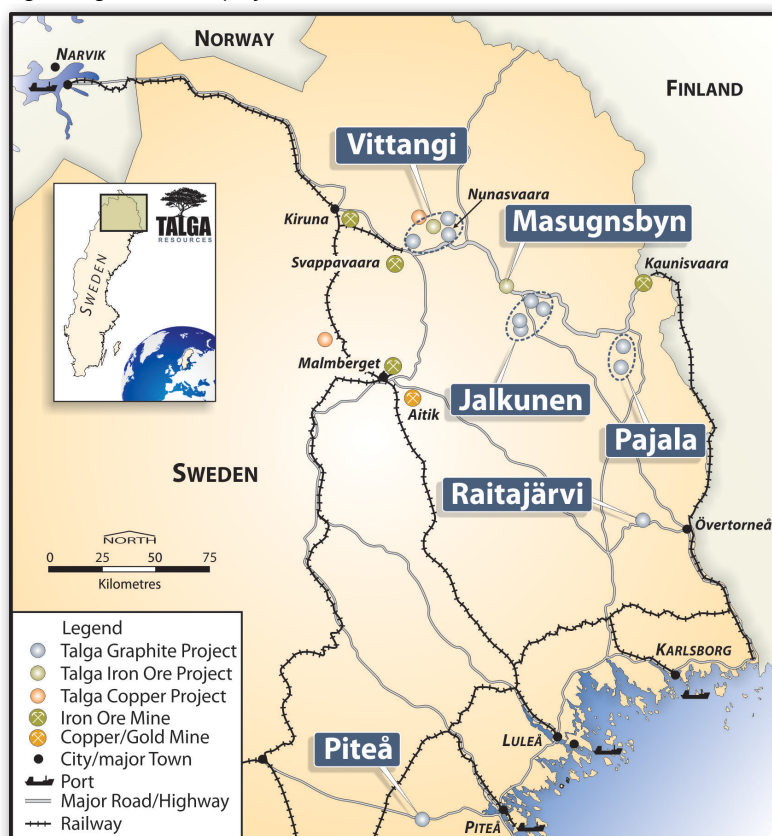 NORWAY
NARVIK
FINLAND
Vittangi
Nunasvaara
Masugnsbyn
Kiruna
Svappavaara
Kaunisvaara
TALGA
RESOURCES
SWEDEN
Malmberget
Aitik
Jalkunen
Pajala
SWEDEN
Raitajärvi
Övertorneå
NORTH
0 25 50 75
Kilometres
Legend
Talga Graphite Project
Talga Iron Ore Project
Talga Copper Project
Iron Ore Mine
Copper/Gold Mine
City/major Town
Port
Major Road/Highway
Railway
KARLSBORG
LULEÅ
Piteå
PITEÅ